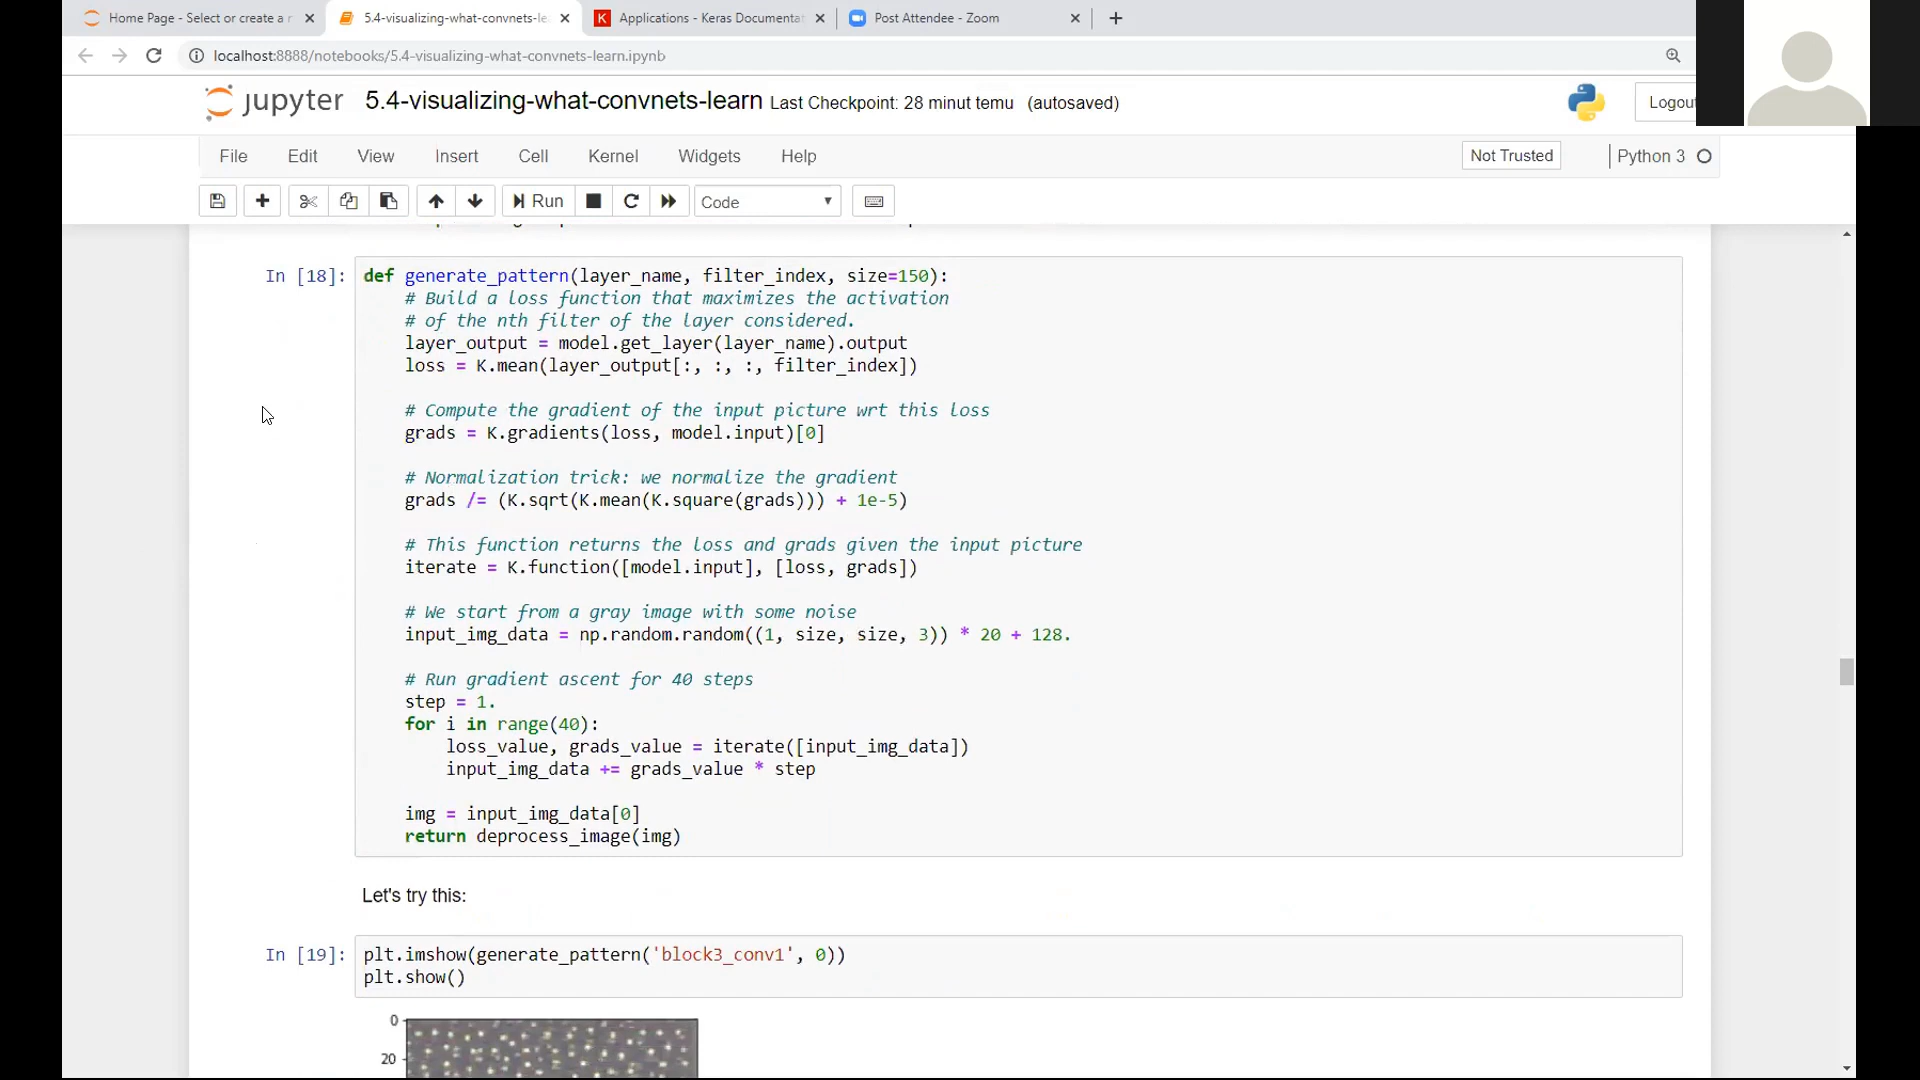 Home Page - Select or create a n
5.4-visualizing-what-convnets-le
Applications - Keras Documentat
Post Attendee - Zoom
localhost:8888/notebooks/5.4-visualizing-what-convnets-learn.ipynb
jupyter 5.4-visualizing-what-convnets-learn Last Checkpoint: 28 minut temu (autosaved)
Logout
File Edit View Insert Cell Kernel Widgets Help
Not Trusted
Python 3
Run
Code
In [18]:
def generate_pattern(layer_name, filter_index, size=150):
# Build a loss function that maximizes the activation
# of the nth filter of the layer considered.
layer_output = model.get_layer(layer_name).output
loss = K.mean(layer_output[:, :, :, filter_index])
# Compute the gradient of the input picture wrt this loss
grads = K.gradients(loss, model.input)[0]
# Normalization trick: we normalize the gradient
grads /= (K.sqrt(K.mean(K.square(grads))) + 1e-5)
# This function returns the loss and grads given the input picture
iterate = K.function([model.input], [loss, grads])
# We start from a gray image with some noise
input_img_data = np.random.random((1, size, size, 3)) * 20 + 128.
# Run gradient ascent for 40 steps
step = 1.
for i in range(40):
loss_value, grads_value = iterate([input_img_data])
input_img_data += grads_value * step
img = input_img_data[0]
return deprocess_image(img)
Let's try this:
In [19]:
plt.imshow(generate_pattern('block3_conv1', 0))
plt.show()
0
20